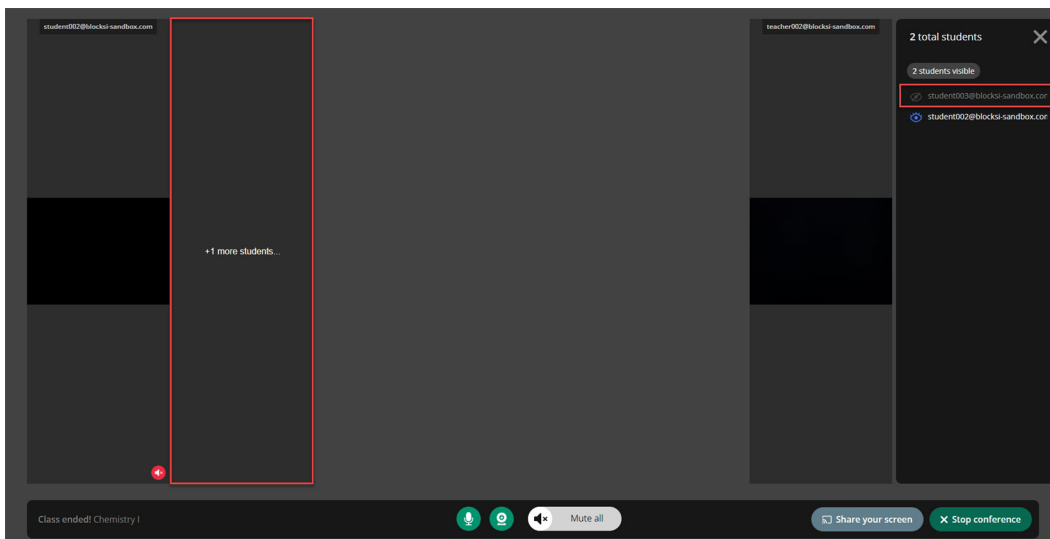 student002@blocksi-sandbox.com
+1 more students...
teacher002@blocksi-sandbox.com
2 total students
2 students visible
student003@blocksi-sandbox.cor
student002@blocksi-sandbox.cor
Class ended! Chemistry I
Mute all
Share your screen
Stop conference